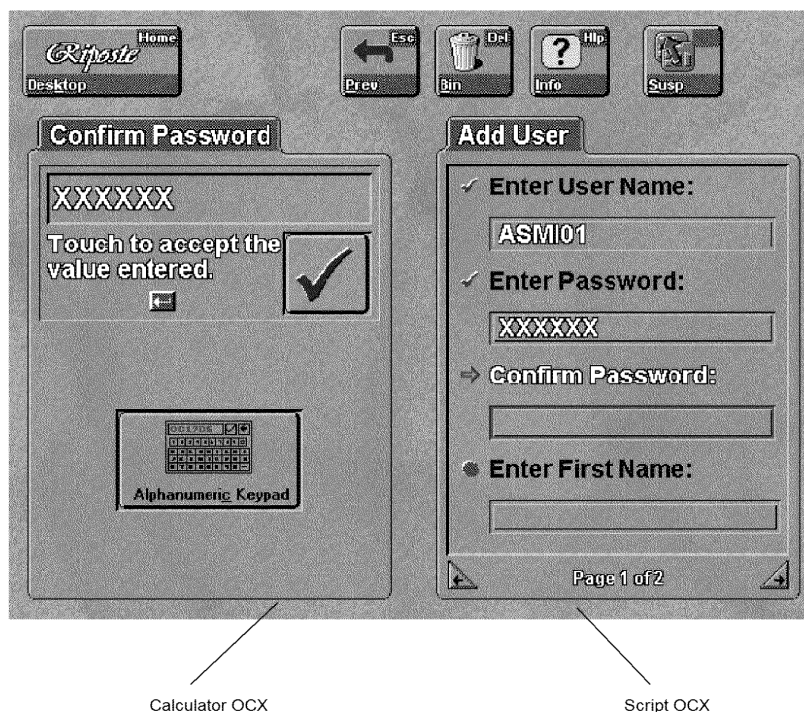 Riposte
Home
Desktop
Esc
Prev
Del
Bin
?
Hlp
Info
Susp
Confirm Password
XXXXXX
Touch to accept the
value entered.
Alphanumeric Keypad
Add User
Enter User Name:
ASMI01
Enter Password:
XXXXXX
Confirm Password:
Enter First Name:
Page 1 of 2
Calculator OCX
Script OCX